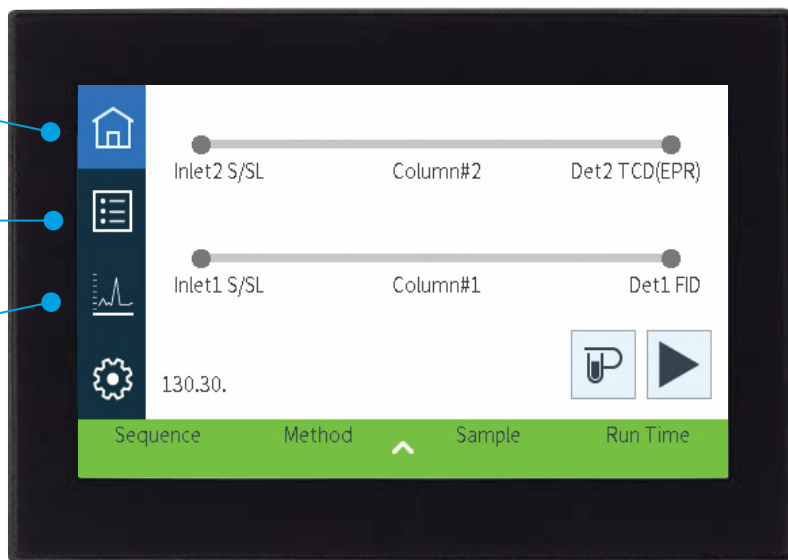 Inlet2 S/SL Column#2 Det2 TCD(EPR)
Inlet1 S/SL Column#1 Det1 FID
130.30.
Sequence Method Sample Run Time